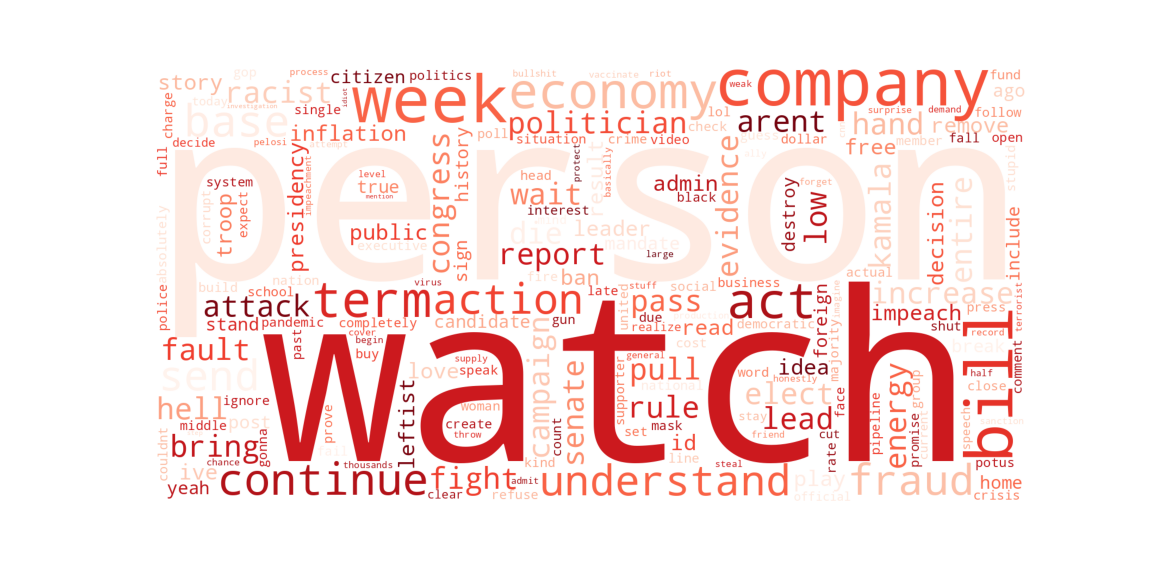 story gop process citizen politics bullshit vaccinate riot weak fund
racist week economy company ago
charge today investigation single idiot lol surprise demand follow
base inflation poll politician check arent hand remove
decide pelosi attempt situation crime video dollar free member fall open
full person congress history result evidence stupid
system presidency impeachment level true mention head wait protect basically admin black destroy low forget kamala decision entire include
corrupt troop expect public executive sign interest die leader mandate
absolutely police build nation report large actual
school virus fire ban stuff social business increase press terrorist
attack term action late united pass act foreign impeach
stand pandemic completely candidate gun due realize read democratic majority imagine shut bill
fault past cover begin buy love supply speak campaign senate general cost idea record break comment
send watch pull word honestly energy group half close
hell ignore leftist woman create throw supporter national elect face pipeline current promise speech
middle post prove count set rule mask stay lead
couldnt bring gonna kind id line friend cut rate potus
chance thousands steal
ive continue fight admit understand play fraud home
yeah clear refuse official crisis